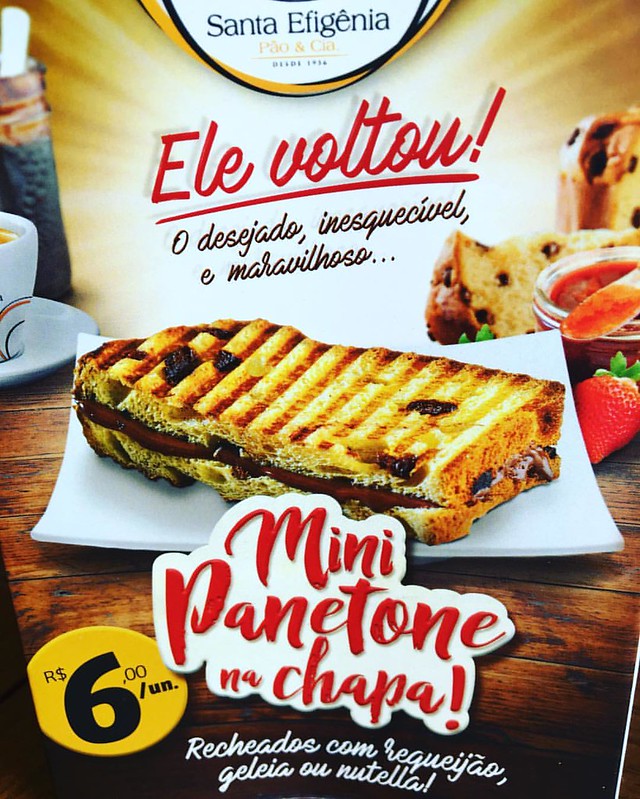 Santa Efigênia
Pão & Cia.
DESDE 1936
Ele voltou!
O desejado, inesquecível,
e maravilhoso...
Mini
Panetone
na chapa!
R$ 6,00
/un.
Recheados com requeijão,
geleia ou nutella!